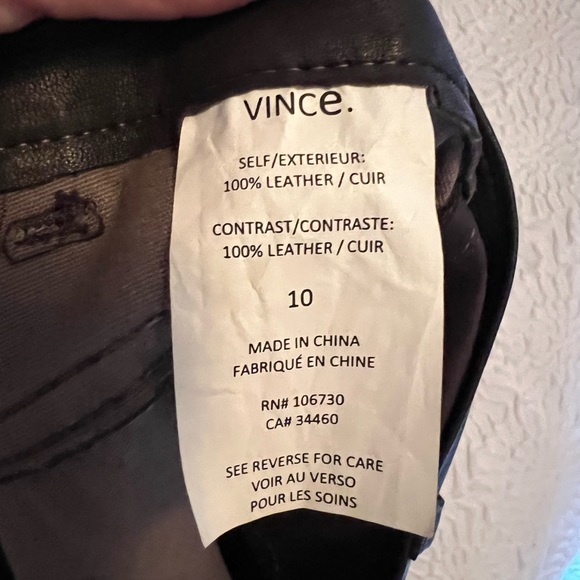 VINCe.
SELF/EXTERIEUR:
100% LEATHER / CUIR
CONTRAST/CONTRASTE:
100% LEATHER / CUIR
10
MADE IN CHINA
FABRIQUÉ EN CHINE
RN# 106730
CA# 34460
SEE REVERSE FOR CARE
VOIR AU VERSO
POUR LES SOINS